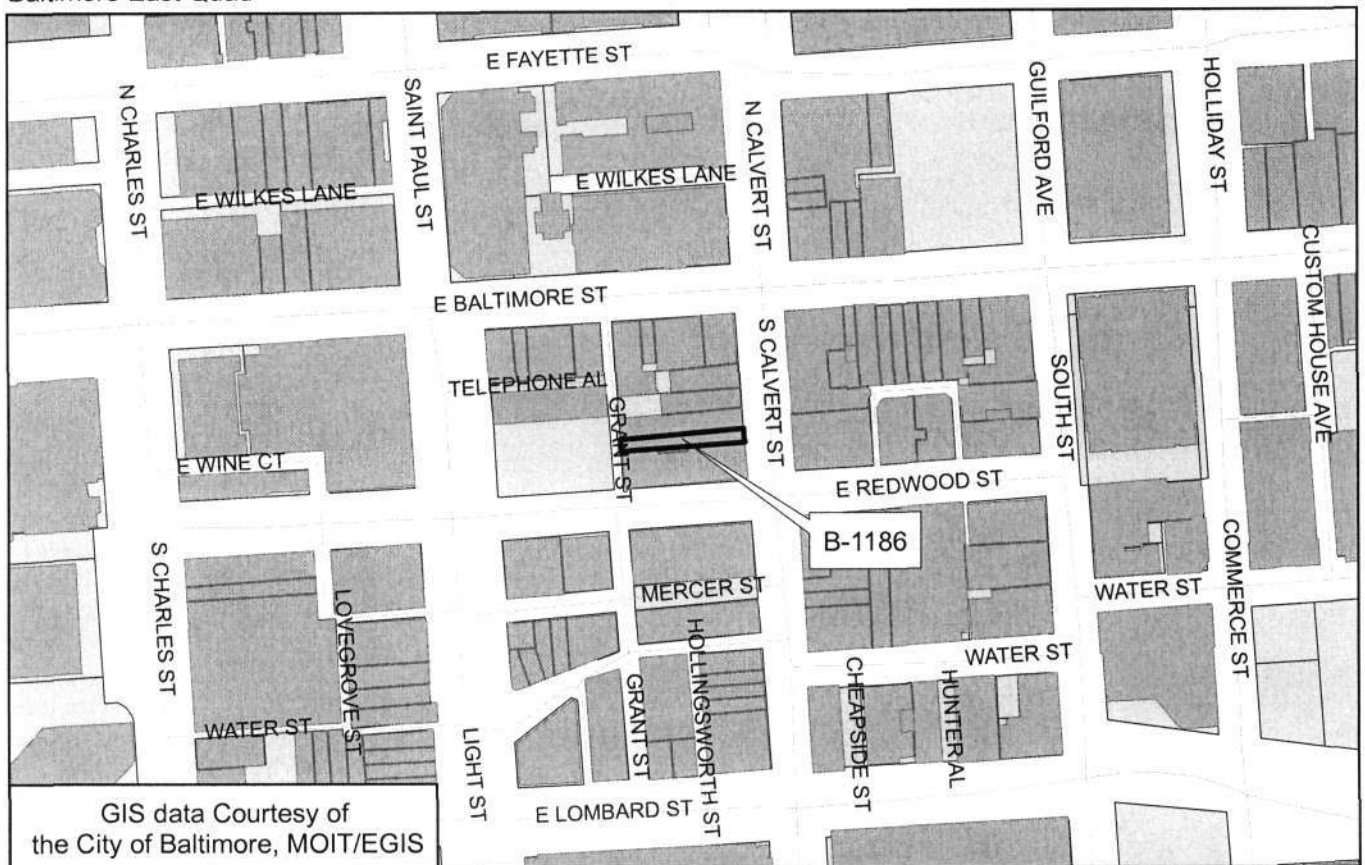 E FAYETTE ST
N CHARLES ST
SAINT PAUL ST
N CALVERT ST
GUILFORD AVE
HOLLIDAY ST
E WILKES LANE
E WILKES LANE
CUSTOM HOUSE AVE
E BALTIMORE ST
S CALVERT ST
SOUTH ST
TELEPHONE AL
GRANT ST
E WINE CT
E REDWOOD ST
B-1186
S CHARLES ST
LOVEGROVE ST
MERCER ST
WATER ST
COMMERCE ST
HOLLINGSWORTH ST
WATER ST
CHEAPSIDE ST
HUNTER AL
GRANT ST
WATER ST
LIGHT ST
E LOMBARD ST
GIS data Courtesy of
the City of Baltimore, MOIT/EGIS